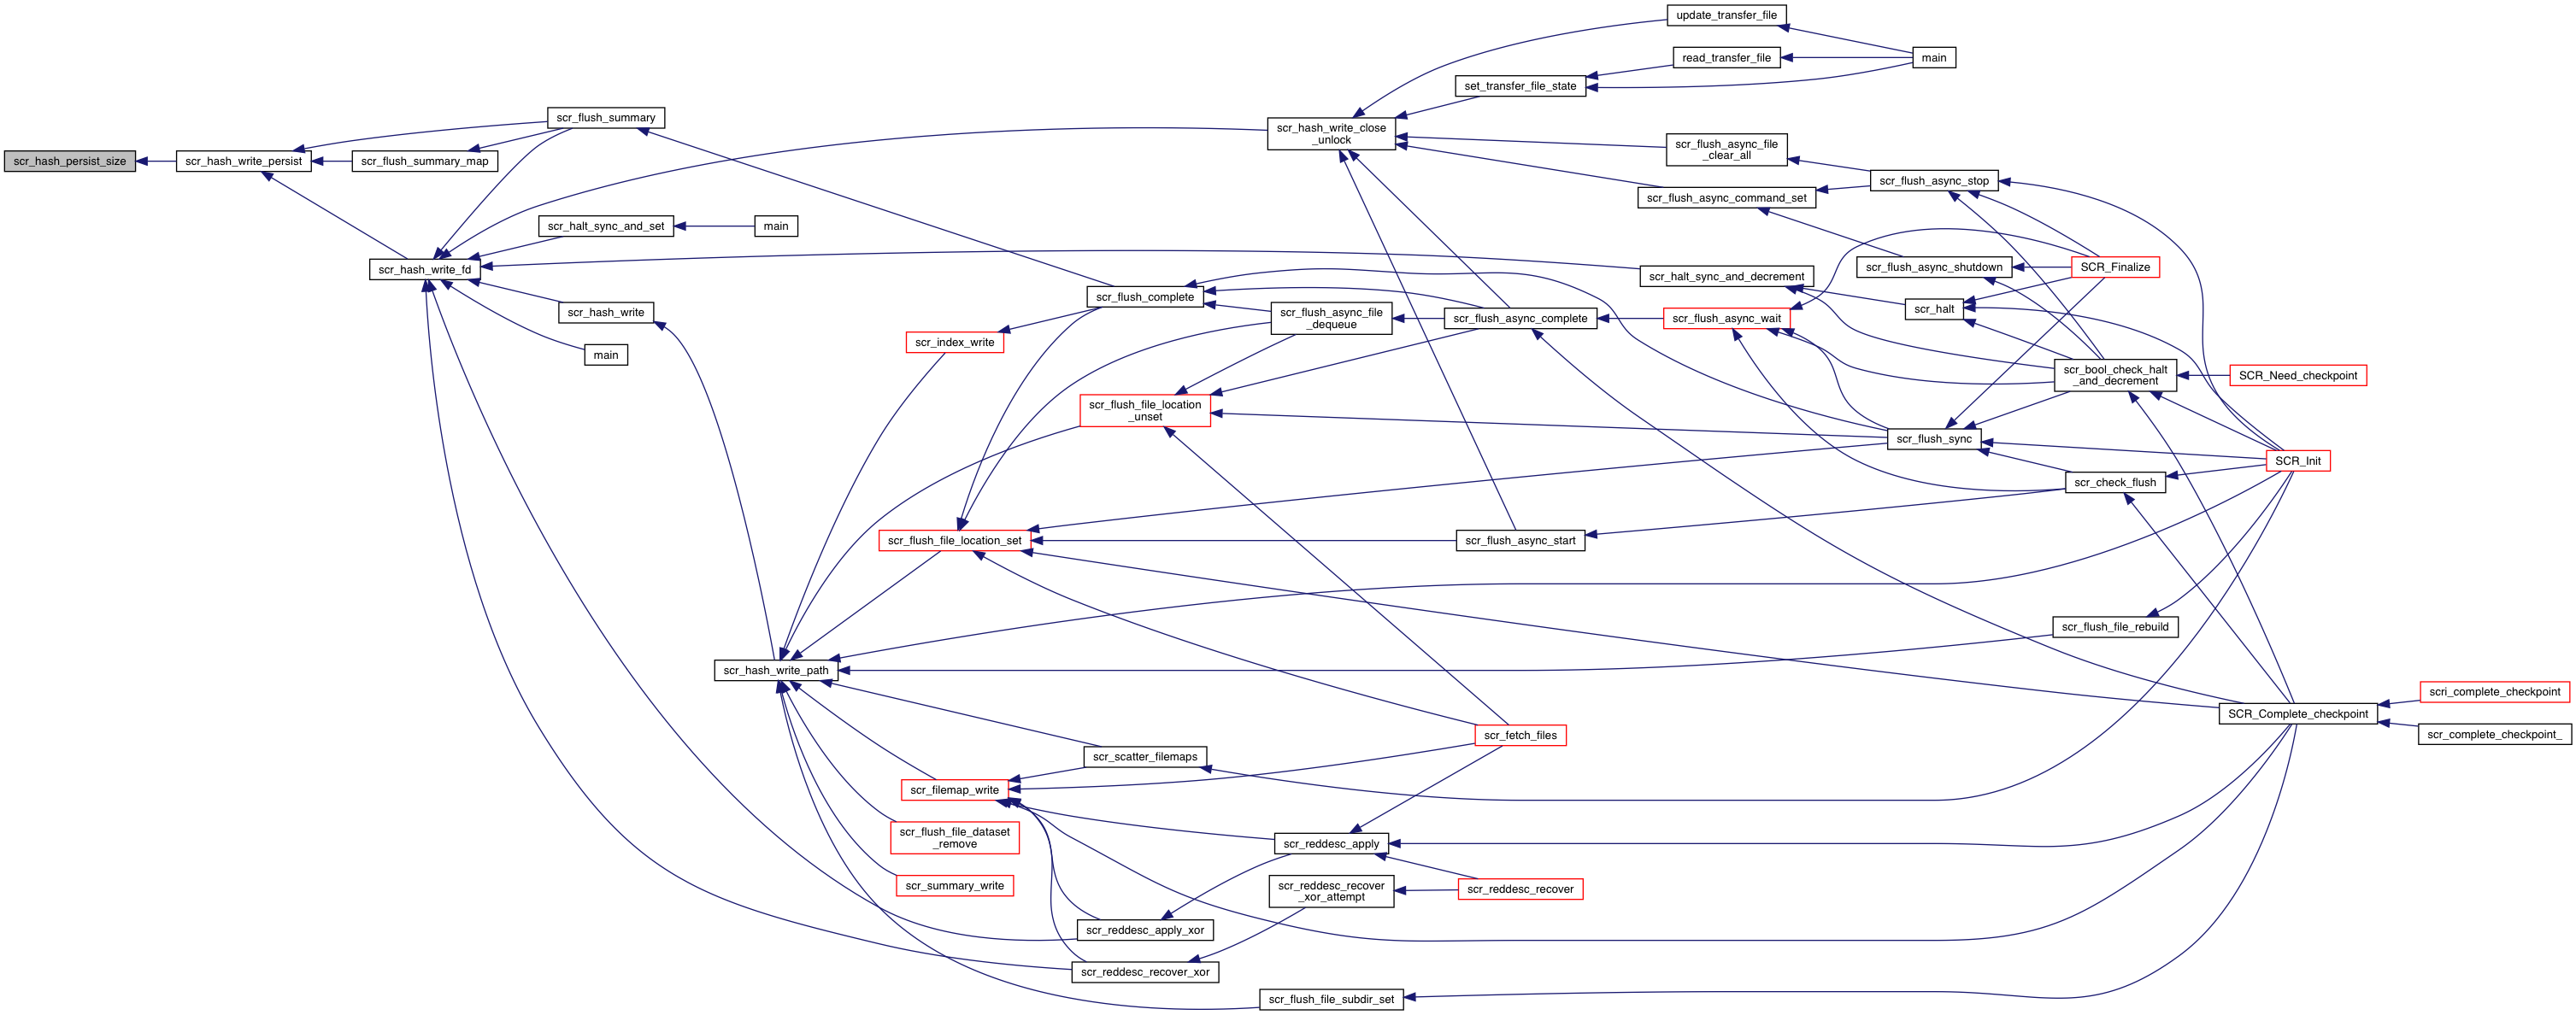 update_transfer_file
read_transfer_file
main
set_transfer_file_state
scr_flush_summary
scr_hash_write_close
_unlock
scr_flush_async_file
_clear_all
scr_hash_persist_size
scr_hash_write_persist
scr_flush_summary_map
scr_flush_async_stop
scr_flush_async_command_set
scr_halt_sync_and_set
main
scr_hash_write_fd
scr_halt_sync_and_decrement
scr_flush_async_shutdown
SCR_Finalize
scr_flush_complete
scr_hash_write
scr_flush_async_file
_dequeue
scr_flush_async_complete
scr_flush_async_wait
scr_halt
scr_index_write
main
scr_bool_check_halt
_and_decrement
SCR_Need_checkpoint
scr_flush_file_location
_unset
scr_flush_sync
SCR_Init
scr_check_flush
scr_flush_file_location_set
scr_flush_async_start
scr_flush_file_rebuild
scr_hash_write_path
scri_complete_checkpoint
SCR_Complete_checkpoint
scr_complete_checkpoint_
scr_fetch_files
scr_scatter_filemaps
scr_filemap_write
scr_flush_file_dataset
_remove
scr_reddesc_apply
scr_summary_write
scr_reddesc_recover
_xor_attempt
scr_reddesc_recover
scr_reddesc_apply_xor
scr_reddesc_recover_xor
scr_flush_file_subdir_set